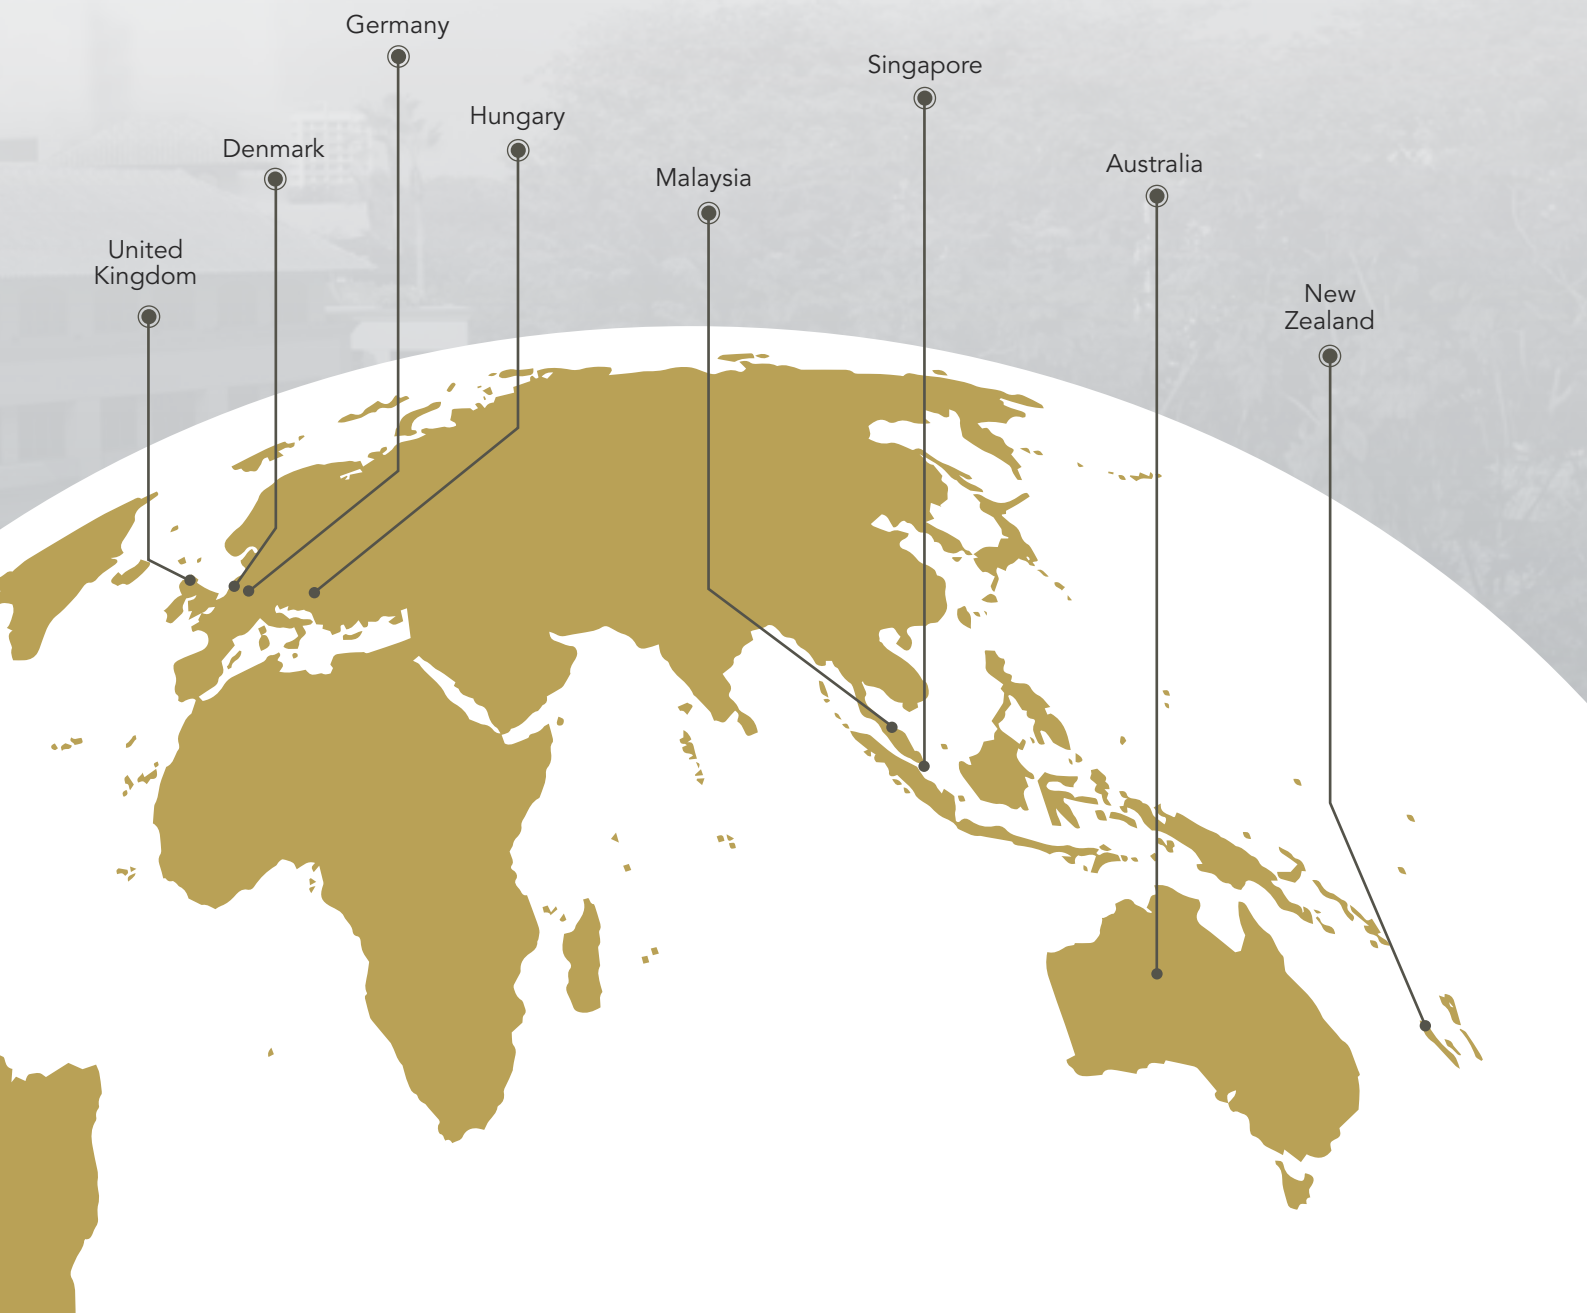 Germany
Singapore
Hungary
Denmark
Australia
Malaysia
United
Kingdom
New
Zealand